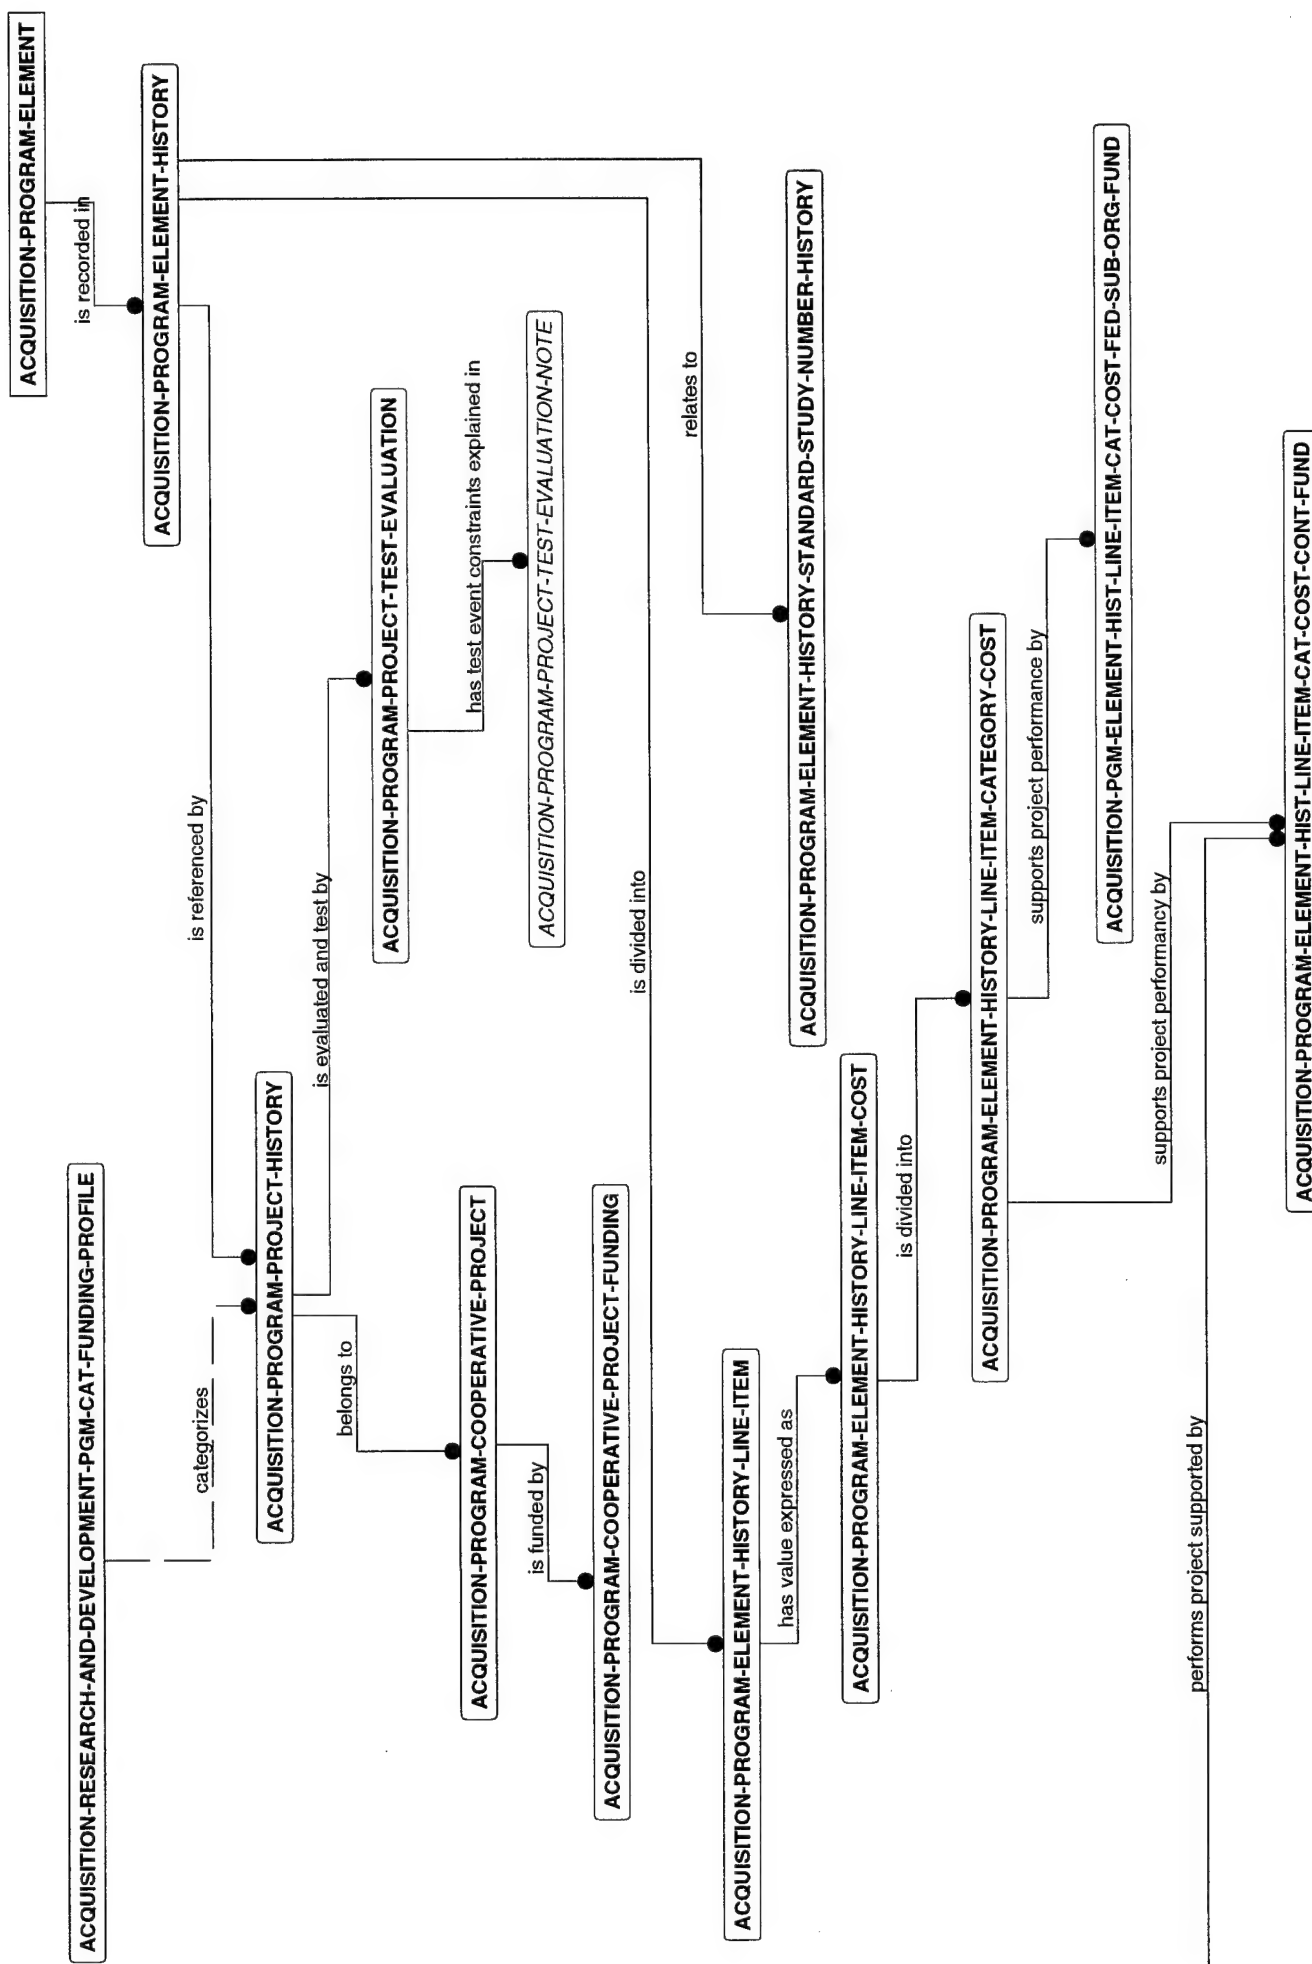 ACQUISITION-PROGRAM-ELEMENT
is recorded in
ACQUISITION-RESEARCH-AND-DEVELOPMENT-PGM-CAT-FUNDING-PROFILE
ACQUISITION-PROGRAM-ELEMENT-HISTORY
categorizes
is referenced by
ACQUISITION-PROGRAM-PROJECT-HISTORY
is evaluated and test by
belongs to
ACQUISITION-PROGRAM-PROJECT-TEST-EVALUATION
has test event constraints explained in
ACQUISITION-PROGRAM-COOPERATIVE-PROJECT
is funded by
ACQUISITION-PROGRAM-PROJECT-TEST-EVALUATION-NOTE
ACQUISITION-PROGRAM-COOPERATIVE-PROJECT-FUNDING
is divided into
relates to
ACQUISITION-PROGRAM-ELEMENT-HISTORY-LINE-ITEM
has value expressed as
ACQUISITION-PROGRAM-ELEMENT-HISTORY-STANDARD-STUDY-NUMBER-HISTORY
ACQUISITION-PROGRAM-ELEMENT-HISTORY-LINE-ITEM-COST
is divided into
ACQUISITION-PROGRAM-ELEMENT-HISTORY-LINE-ITEM-CATEGORY-COST
supports project performance by
ACQUISITION-PGM-ELEMENT-HIST-LINE-ITEM-CAT-COST-FED-SUB-ORG-FUND
supports project performancy by
performs project supported by
ACQUISITION-PROGRAM-ELEMENT-HIST-LINE-ITEM-CAT-COST-CONT-FUND